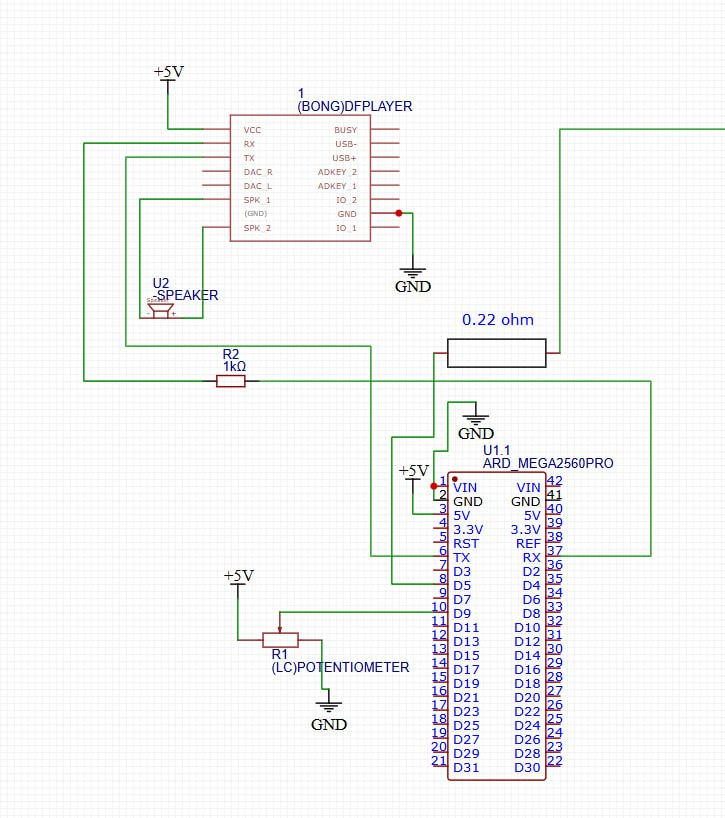 +5V
1
(BONG)DFPLAYER
VCC BUSY
RX USB-
TX USB+
DAC_R ADKEY_2
DAC_L ADKEY_1
SPK_1 IO_2
(GND) GND
SPK_2 IO_1
GND
U2
-SPEAKER
Speaker
- +
0.22 ohm
R2
1kΩ
GND
U1.1
ARD_MEGA2560PRO
+5V
1 VIN VIN 42
2 GND GND 41
3 5V 5V 40
4 3.3V 3.3V 39
5 RST REF 38
6 TX RX 37
7 D3 D2 36
8 D5 D4 35
9 D7 D6 34
10 D9 D8 33
11 D11 D10 32
12 D13 D12 31
13 D15 D14 30
14 D17 D16 29
15 D19 D18 28
16 D21 D20 27
17 D23 D22 26
18 D25 D24 25
19 D27 D26 24
20 D29 D28 23
21 D31 D30 22
+5V
R1
(LC)POTENTIOMETER
GND